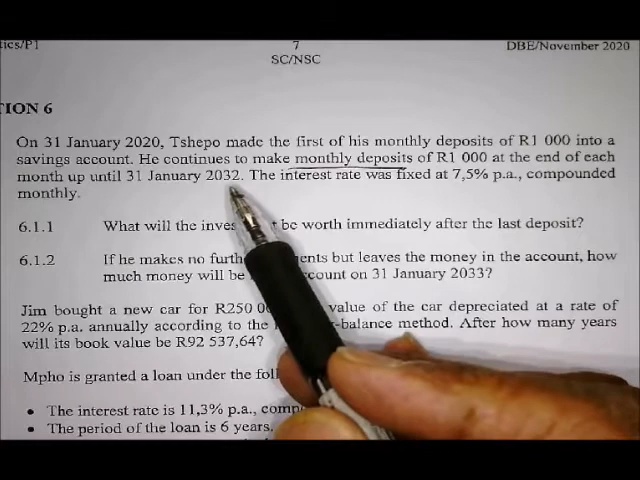 tics/P1
7
DBE/November 2020
SC/NSC
TION 6
On 31 January 2020, Tshepo made the first of his monthly deposits of R1 000 into a
savings account. He continues to make monthly deposits of R1 000 at the end of each
month up until 31 January 2032. The interest rate was fixed at 7,5% p.a., compounded
monthly.
6.1.1 What will the inves t be worth immediately after the last deposit?
6.1.2 If he makes no furth ents but leaves the money in the account, how
much money will be count on 31 January 2033?
Jim bought a new car for R250 0 value of the car depreciated at a rate of
22% p.a. annually according to the -balance method. After how many years
will its book value be R92 537,64?
Mpho is granted a loan under the foll
• The interest rate is 11,3% p.a., compo
• The period of the loan is 6 years.